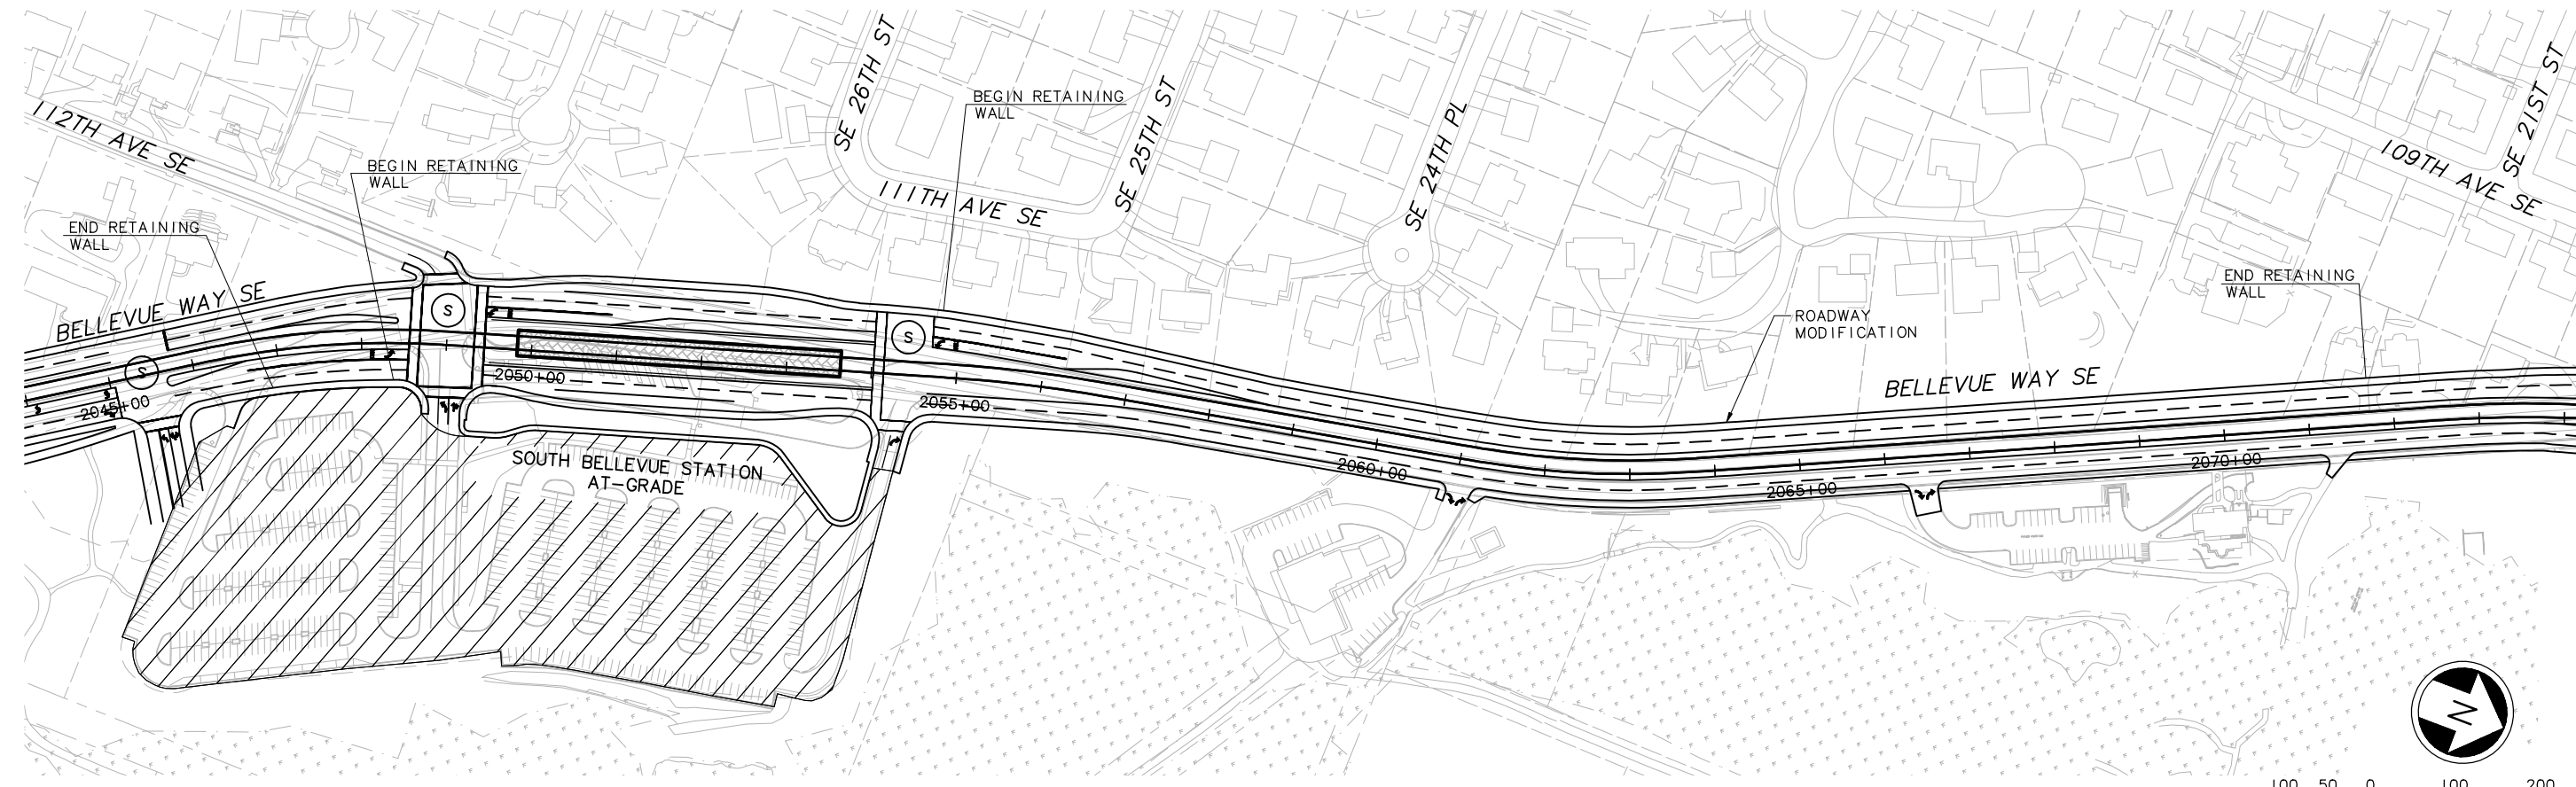 SE 26TH ST
SE 21ST ST
BEGIN RETAINING
WALL
SE 25TH ST
SE 24TH PL
112TH AVE SE
109TH AVE SE
BEGIN RETAINING
WALL
111TH AVE SE
END RETAINING
WALL
END RETAINING
WALL
BELLEVUE WAY SE
S
S
S
ROADWAY
MODIFICATION
BELLEVUE WAY SE
2045+00
2050+00
2055+00
2060+00
2065+00
2070+00
SOUTH BELLEVUE STATION
AT-GRADE
N
100 50 0 100 200